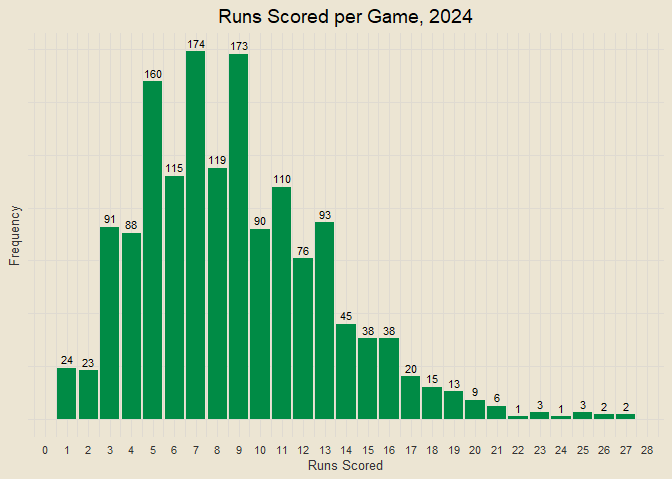 Runs Scored per Game, 2024
Frequency
24 23 91 88 160 115 174 119 173 90 110 76 93 45 38 38 20 15 13 9 6 1 3 1 3 2 2
0 1 2 3 4 5 6 7 8 9 10 11 12 13 14 15 16 17 18 19 20 21 22 23 24 25 26 27 28
Runs Scored